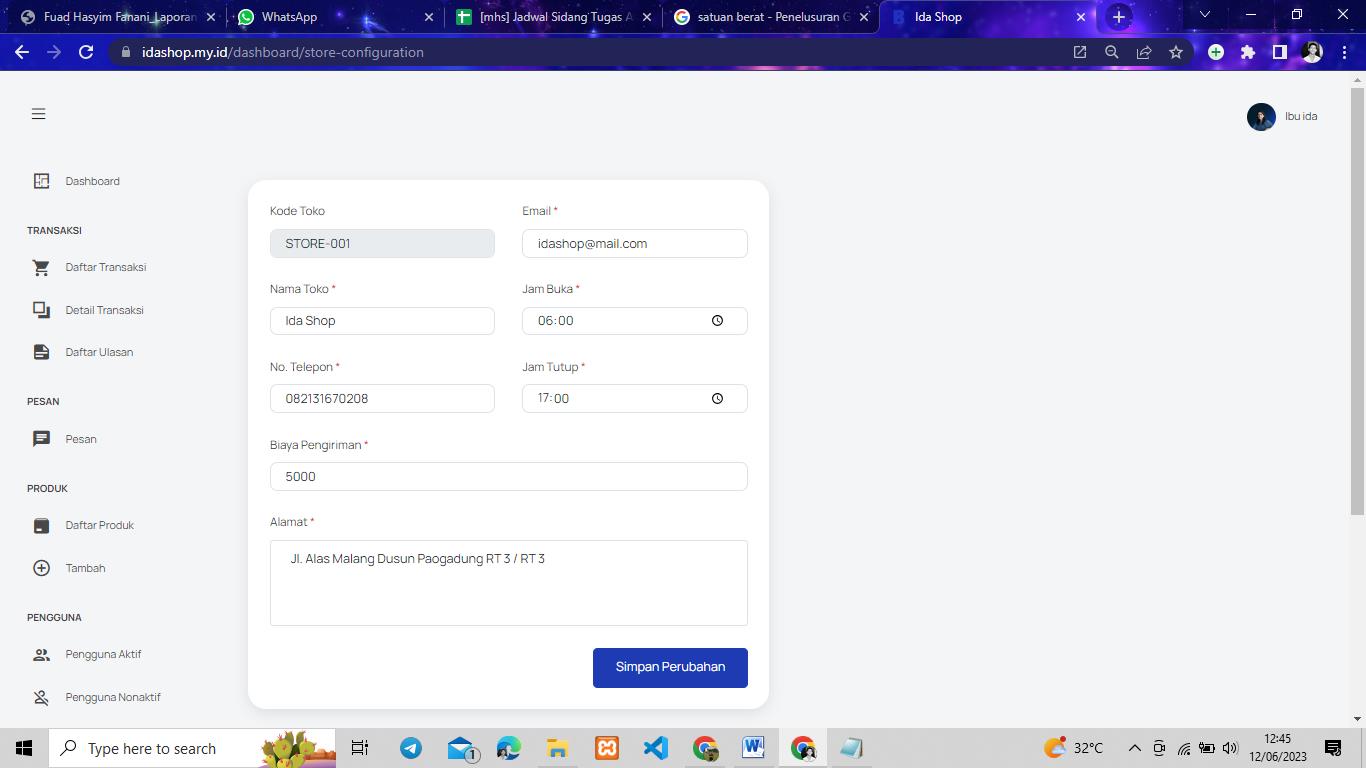 Fuad Hasyim Fanani_Laporan
WhatsApp
[mhs] Jadwal Sidang Tugas A
satuan berat - Penelusuran G
Ida Shop
idashop.my.id/dashboard/store-configuration
Ibu ida
Dashboard
TRANSAKSI
Daftar Transaksi
Detail Transaksi
Daftar Ulasan
PESAN
Pesan
PRODUK
Daftar Produk
Tambah
PENGGUNA
Pengguna Aktif
Pengguna Nonaktif
Kode Toko
STORE-001
Email *
idashop@mail.com
Nama Toko *
Ida Shop
Jam Buka *
06:00
No. Telepon *
082131670208
Jam Tutup *
17:00
Biaya Pengiriman *
5000
Alamat *
Jl. Alas Malang Dusun Paogadung RT 3 / RT 3
Simpan Perubahan
Type here to search
1
32°C
12:45
12/06/2023